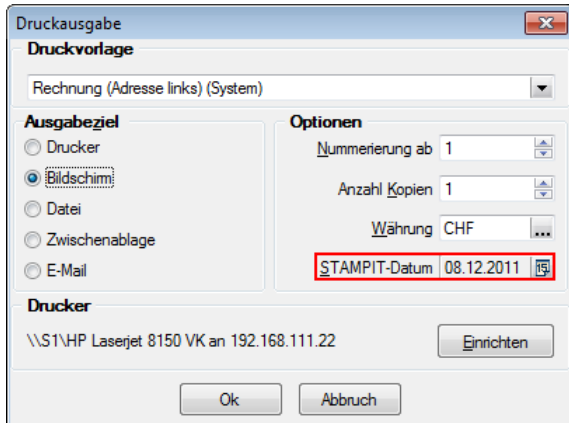 Druckausgabe
Druckvorlage
Rechnung (Adresse links) (System)
Ausgabeziel
Drucker
Bildschirm
Datei
Zwischenablage
E-Mail
Optionen
Nummerierung ab 1
Anzahl Kopien 1
Währung CHF ...
STAMPIT-Datum 08.12.2011 15
Drucker
\\S1\HP Laserjet 8150 VK an 192.168.111.22
Einrichten
Ok Abbruch